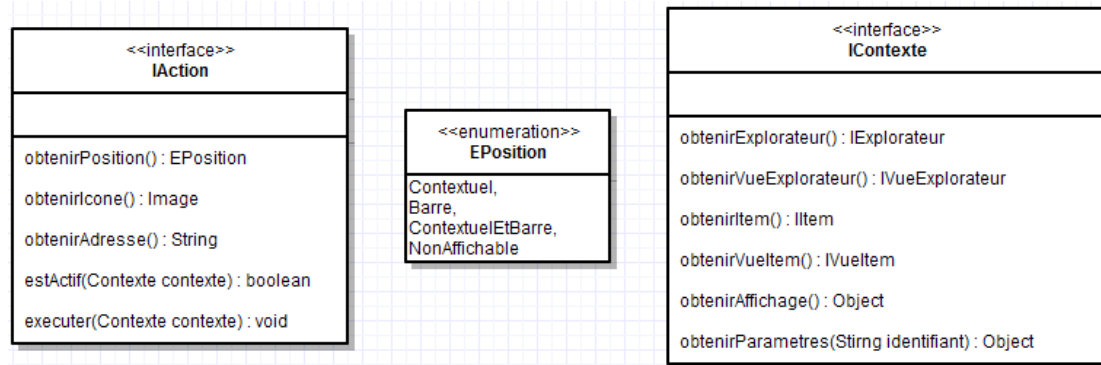 <<interface>>
IAction
obtenirPosition() : EPosition
obtenirIcone() : Image
obtenirAdresse() : String
estActif(Contexte contexte) : boolean
executer(Contexte contexte) : void
<<enumeration>>
EPosition
Contextuel,
Barre,
ContextuelEtBarre,
NonAffichable
<<interface>>
IContexte
obtenirExplorateur() : IExplorateur
obtenirVueExplorateur() : IVueExplorateur
obtenirItem() : IItem
obtenirVueItem() : IVueItem
obtenirAffichage() : Object
obtenirParametres(Stirng identifiant) : Object